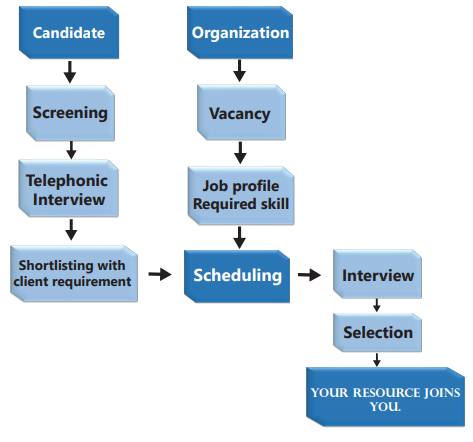 Candidate
Organization
Screening
Vacancy
Telephonic
Interview
Job profile
Required skill
Shortlisting with
client requirement
Scheduling
Interview
Selection
YOUR RESOURCE JOINS
YOU.